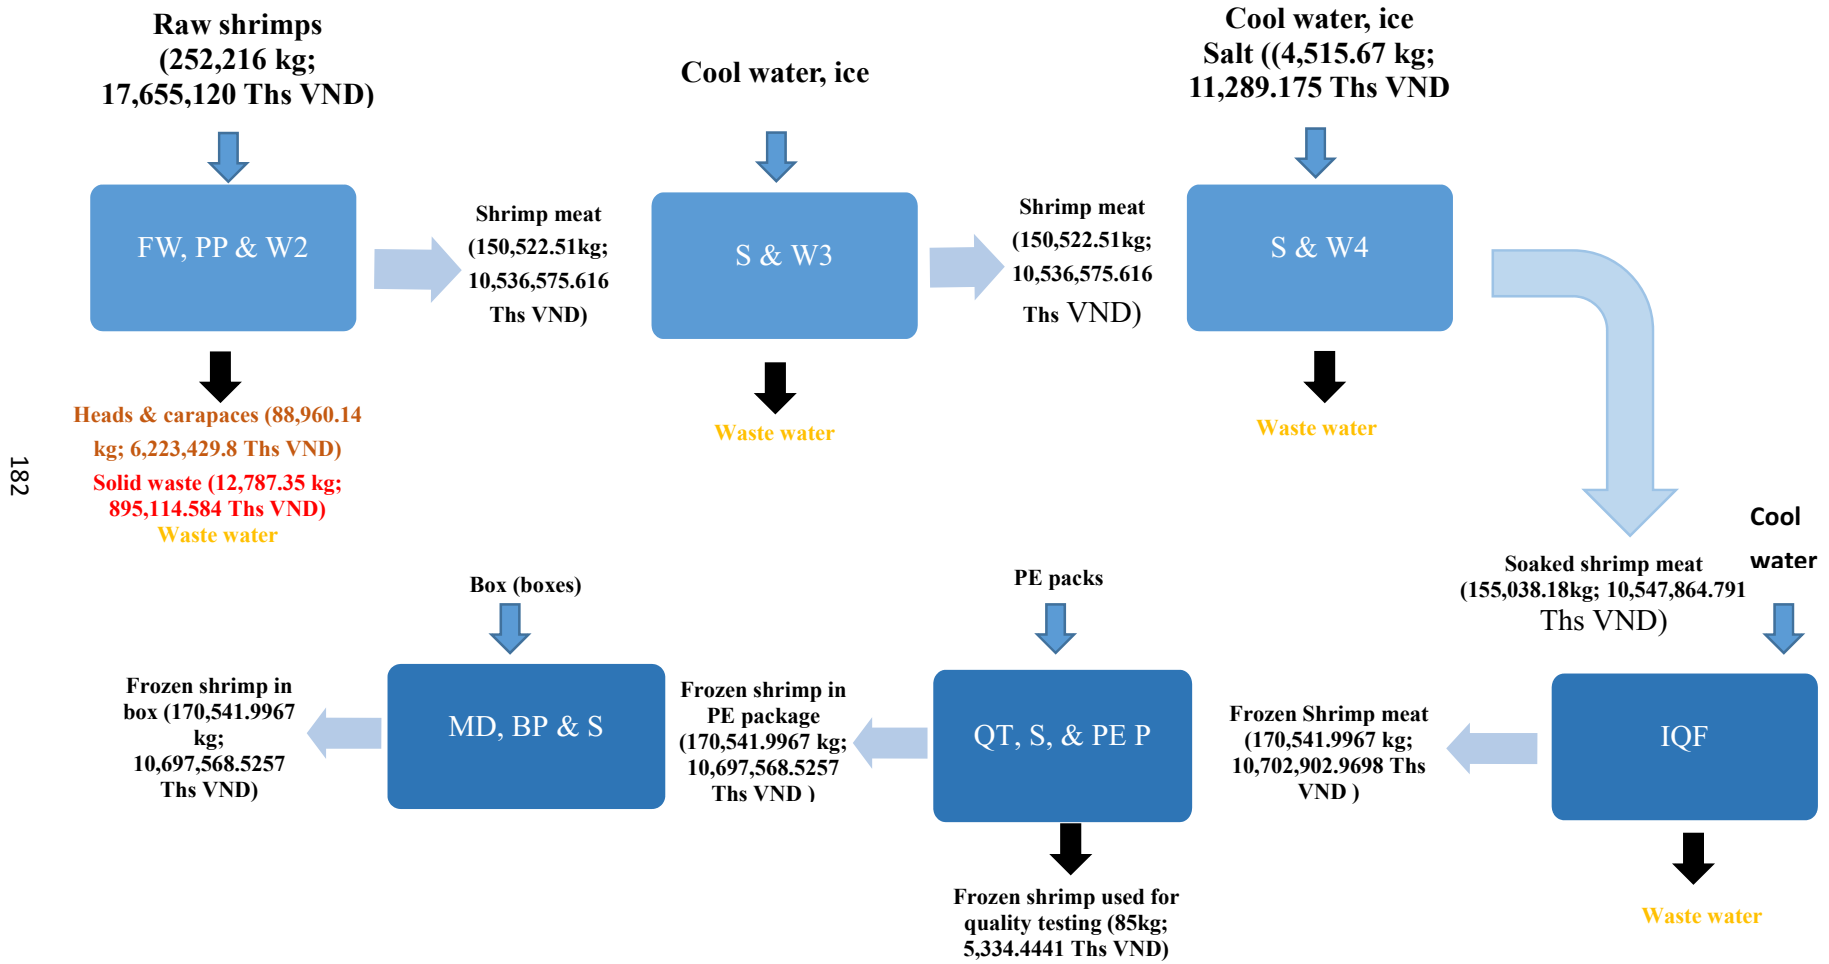 Raw shrimps
(252,216 kg;
17,655,120 Ths VND)
Cool water, ice
Cool water, ice
Salt ((4,515.67 kg;
11,289.175 Ths VND
FW, PP & W2
Shrimp meat
(150,522.51kg;
10,536,575.616
Ths VND)
S & W3
Shrimp meat
(150,522.51kg;
10,536,575.616
Ths VND)
S & W4
Heads & carapaces (88,960.14
kg; 6,223,429.8 Ths VND)
Solid waste (12,787.35 kg;
895,114.584 Ths VND)
Waste water
Waste water
Waste water
182
Soaked shrimp meat
(155,038.18kg; 10,547,864.791
Ths VND)
Cool
water
Box (boxes)
PE packs
Frozen shrimp in
box (170,541.9967
kg;
10,697,568.5257
Ths VND)
MD, BP & S
Frozen shrimp in
PE package
(170,541.9967 kg;
10,697,568.5257
Ths VND )
QT, S, & PE P
Frozen Shrimp meat
(170,541.9967 kg;
10,702,902.9698 Ths
VND )
IQF
Frozen shrimp used for
quality testing (85kg;
5,334.4441 Ths VND)
Waste water